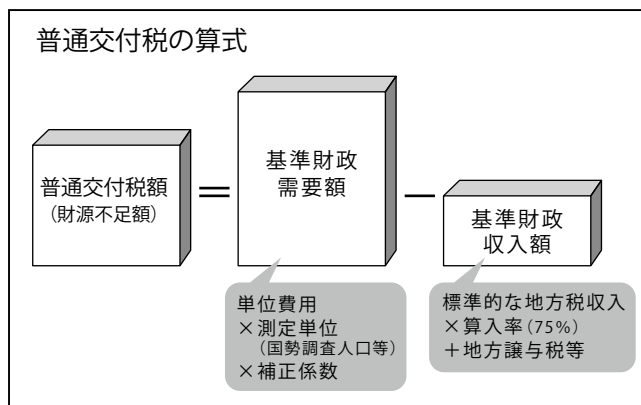 普通交付税の算式
普通交付税額
(財源不足額)
=
基準財政
需要額
−
基準財政
収入額
単位費用
×測定単位
(国勢調査人口等)
×補正係数
標準的な地方税収入
×算入率(75%)
+地方譲与税等